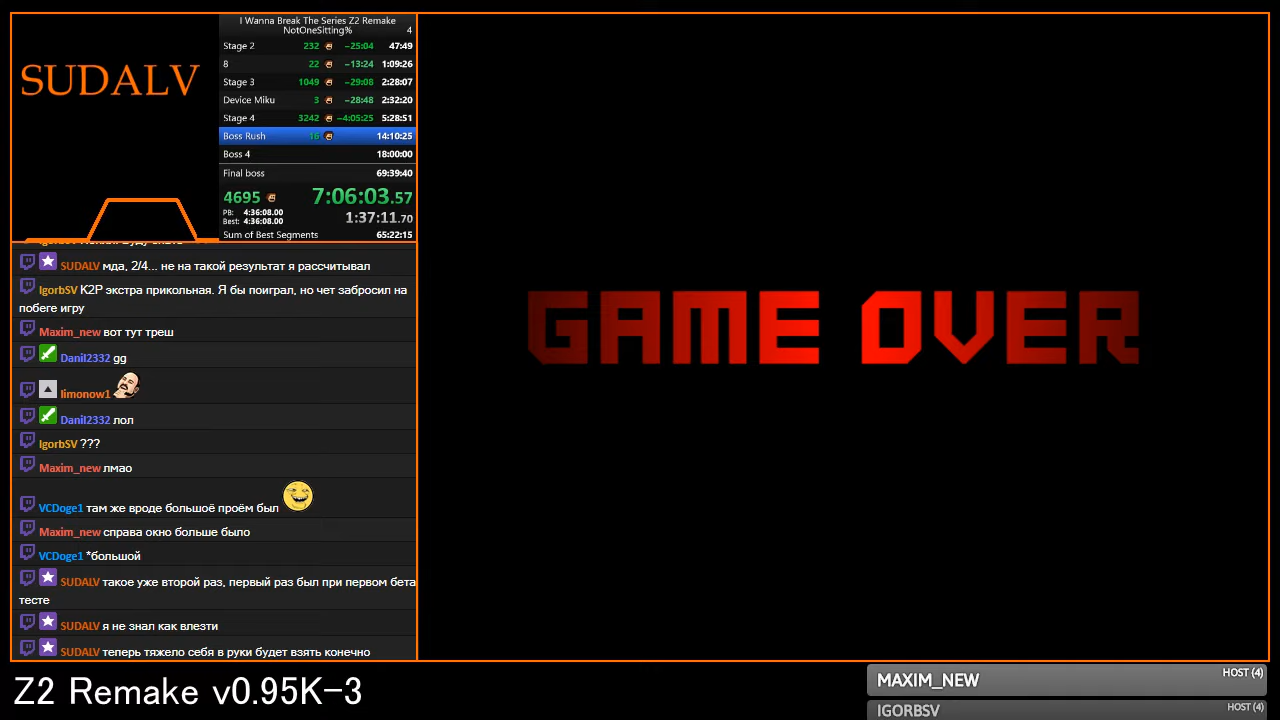 SUDALV
I Wanna Break The Series Z2 Remake
NotOneSitting% 4
Stage 2 232 −25:04 47:49
8 22 −13:24 1:09:26
Stage 3 1049 −29:08 2:28:07
Device Miku 3 −28:48 2:32:20
Stage 4 3242 −4:05:25 5:28:51
Boss Rush 16 14:10:25
Boss 4 18:00:00
Final boss 69:39:40
4695 7:06:03.57
PB: 4:36:08.00
Best: 4:36:08.00
1:37:11.70
Sum of Best Segments 65:22:15
SUDALV мда, 2/4... не на такой результат я рассчитывал
IgorbSV K2P экстра прикольная. Я бы поиграл, но чет забросил на
побеге игру
Maxim_new вот тут треш
Danil2332 gg
limonow1
Danil2332 лол
IgorbSV ???
Maxim_new лмао
VCDoge1 там же вроде большоё проём был
Maxim_new справа окно больше было
VCDoge1 *большой
SUDALV такое уже второй раз, первый раз был при первом бета
тесте
SUDALV я не знал как влезти
SUDALV теперь тяжело себя в руки будет взять конечно
GAME OVER
Z2 Remake v0.95K-3
MAXIM_NEW HOST (4)
IGORBSV HOST (4)